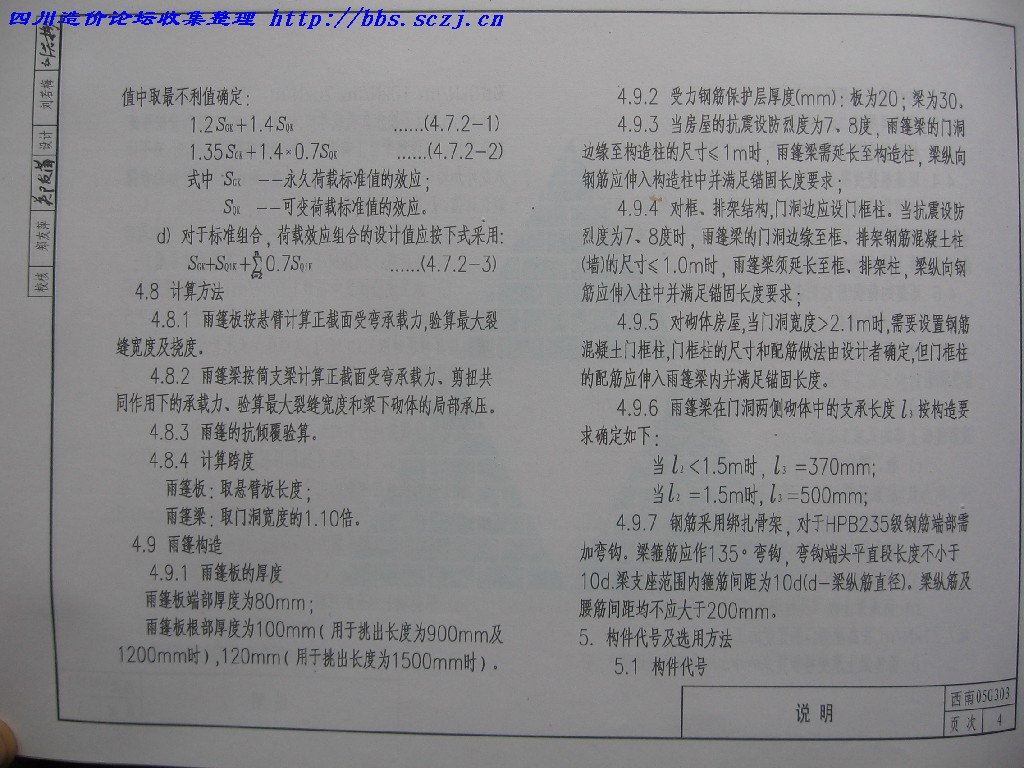 四川造价论坛收集整理 http://bbs.sczj.cn
值中取最不利值确定:
1.2SGK+1.4SQK ......(4.7.2-1)
1.35SGK+1.4×0.7SQK ......(4.7.2-2)
式中 SGK ——永久荷载标准值的效应;
SQK ——可变荷载标准值的效应。
d) 对于标准组合, 荷载效应组合的设计值应按下式采用:
SGK+SQ1K+∑0.7SQiK ......(4.7.2-3)
4.8 计算方法
4.8.1 雨篷板按悬臂计算正截面受弯承载力,验算最大裂
缝宽度及挠度.
4.8.2 雨篷梁按简支梁计算正截面受弯承载力、剪扭共
同作用下的承载力、验算最大裂缝宽度和梁下砌体的局部承压。
4.8.3 雨篷的抗倾覆验算。
4.8.4 计算跨度
雨篷板: 取悬臂板长度;
雨篷梁: 取门洞宽度的1.10倍。
4.9 雨篷构造
4.9.1 雨篷板的厚度
雨篷板端部厚度为80mm;
雨篷板根部厚度为100mm( 用于挑出长度为900mm及
1200mm时),120mm( 用于挑出长度为1500mm时)。
4.9.2 受力钢筋保护层厚度(mm): 板为20; 梁为30.
4.9.3 当房屋的抗震设防烈度为7、8度, 雨篷梁的门洞
边缘至构造柱的尺寸≤1m时, 雨篷梁需延长至构造柱, 梁纵向
钢筋应伸入构造柱中并满足锚固长度要求;
4.9.4 对框、排架结构,门洞边应设门框柱。当抗震设防
烈度为7、8度时, 雨篷梁的门洞边缘至框、排架钢筋混凝土柱
(墙)的尺寸≤1.0m时, 雨篷梁须延长至框、排架柱, 梁纵向钢
筋应伸入柱中并满足锚固长度要求;
4.9.5 对砌体房屋,当门洞宽度>2.1m时,需要设置钢筋
混凝土门框柱,门框柱的尺寸和配筋做法由设计者确定,但门框柱
的配筋应伸入雨篷梁内并满足锚固长度。
4.9.6 雨篷梁在门洞两侧砌体中的支承长度 l3 按构造要
求确定如下:
当 l2 <1.5m时, l3 =370mm;
当 l2 =1.5m时, l3 =500mm;
4.9.7 钢筋采用绑扎骨架, 对于HPB235级钢筋端部需
加弯钩. 梁箍筋应作135° 弯钩, 弯钩端头平直段长度不小于
10d.梁支座范围内箍筋间距为10d(d—梁纵筋直径)。梁纵筋及
腰筋间距均不应大于200mm。
5. 构件代号及选用方法
5.1 构件代号
说 明
西南05G303
页 次 4
校核 郑友萍
设计 刘杏梅